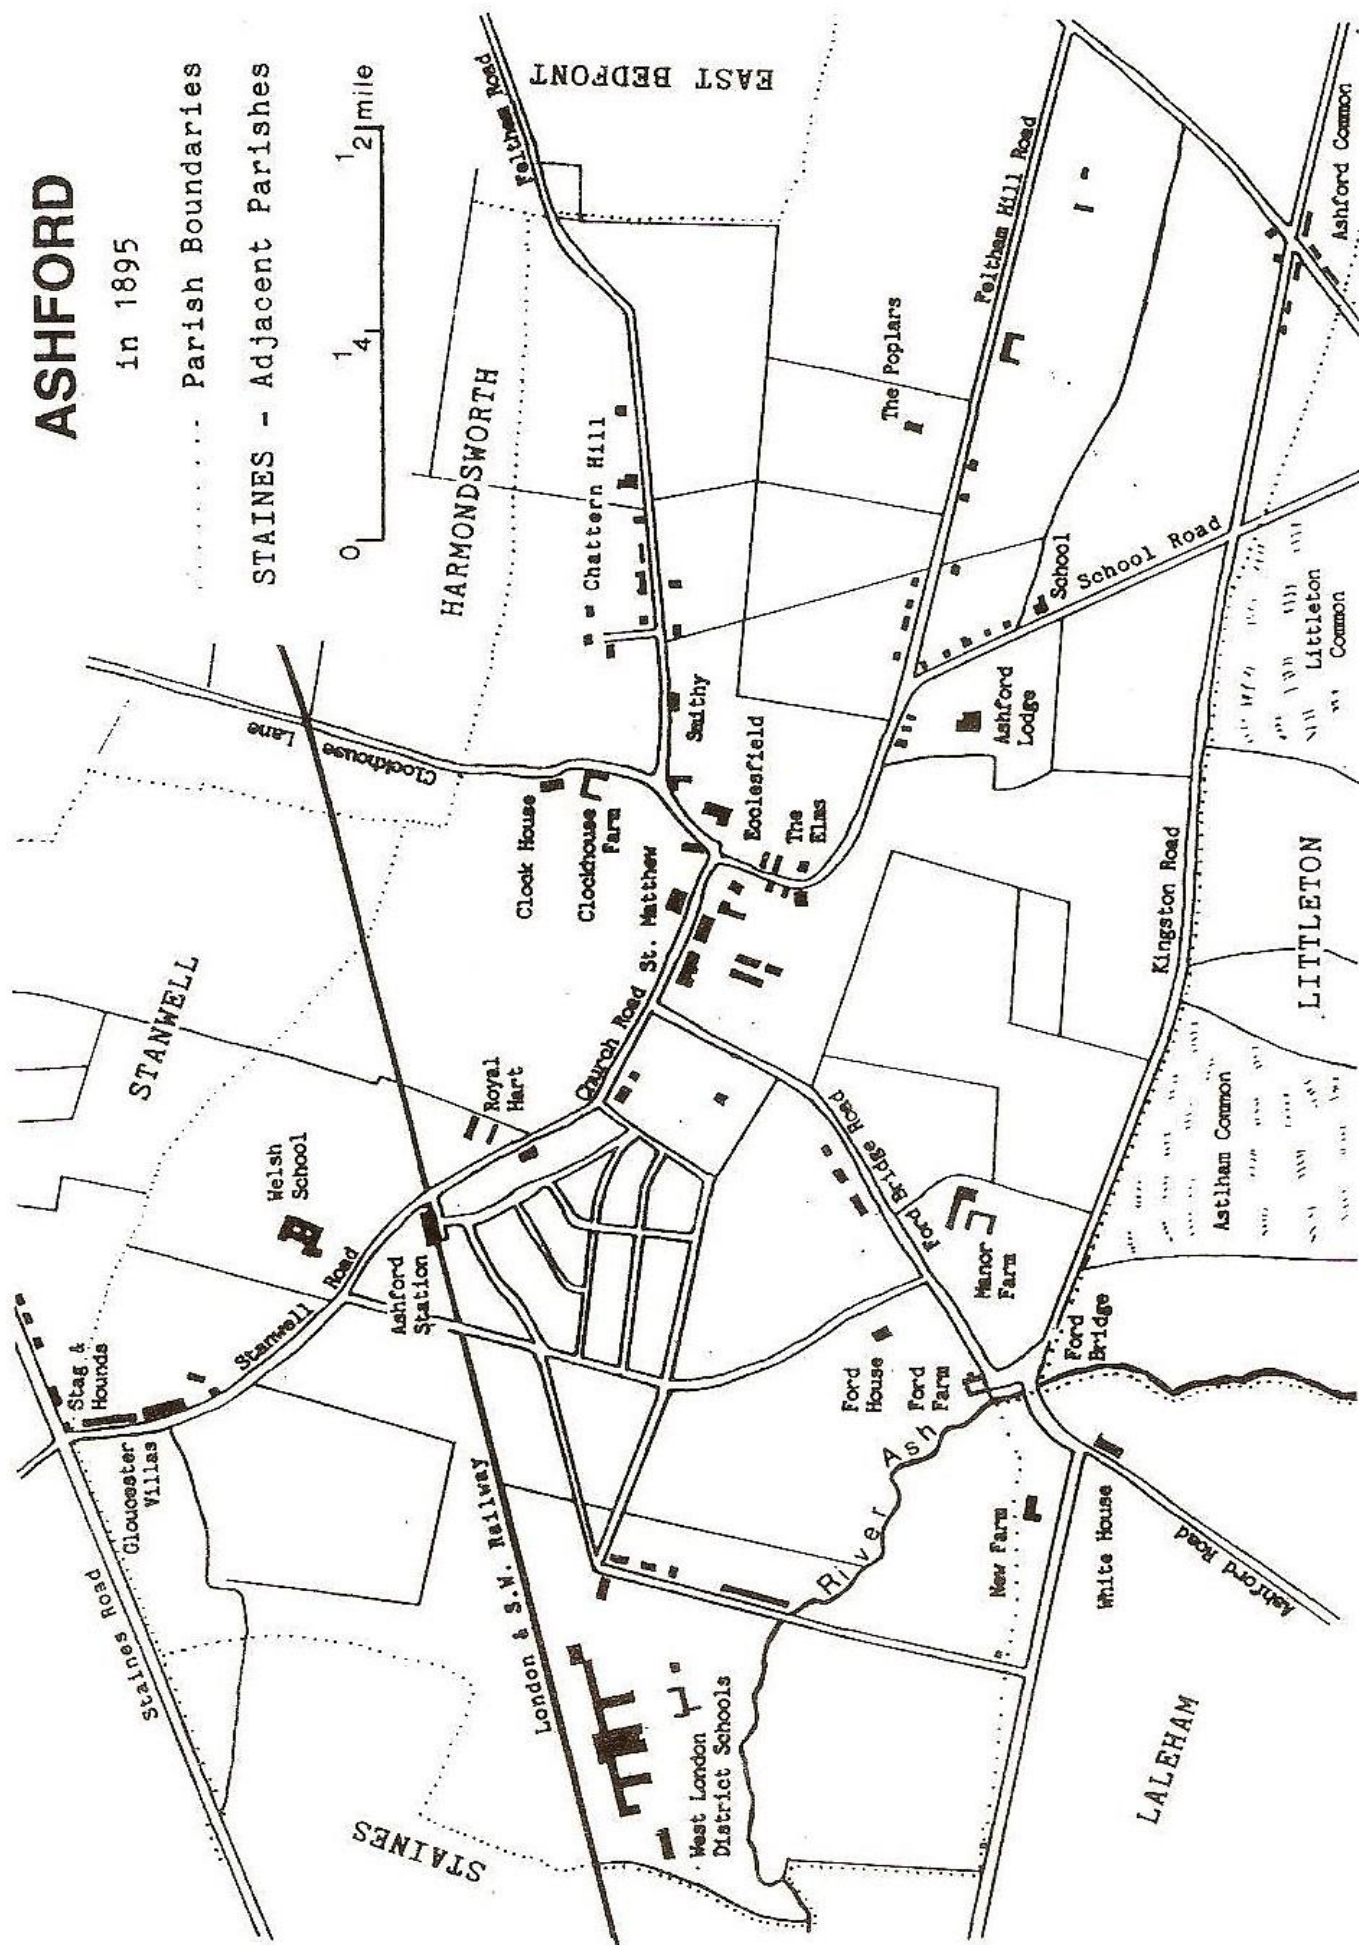 ASHFORD
in 1895
Parish Boundaries
STAINES - Adjacent Parishes
0
1
4
1
2
mile
STANWELL
HARMONDSWORTH
EAST BEDFONT
STAINES
LALEHAM
LITTLETON
Staines Road
Stag &
Hounds
Gloucester
Villas
Stanwell Road
Welsh
School
Ashford
Station
London & S.W. Railway
Royal
Hart
Church Road
St. Matthew
Clockhouse Lane
Clock House
Clockhouse
Farm
Smithy
Chattern Hill
Feltham Road
Ecclesfield
The
Elms
The Poplars
Feltham Hill Road
Ashford
Lodge
School
School Road
Ashford Common
Littleton
Common
Kingston Road
Astlham Common
Ford Bridge Road
Manor
Farm
Ford
Bridge
Ford
House
Ford
Farm
River Ash
New Farm
White House
Ashford Road
West London
District Schools